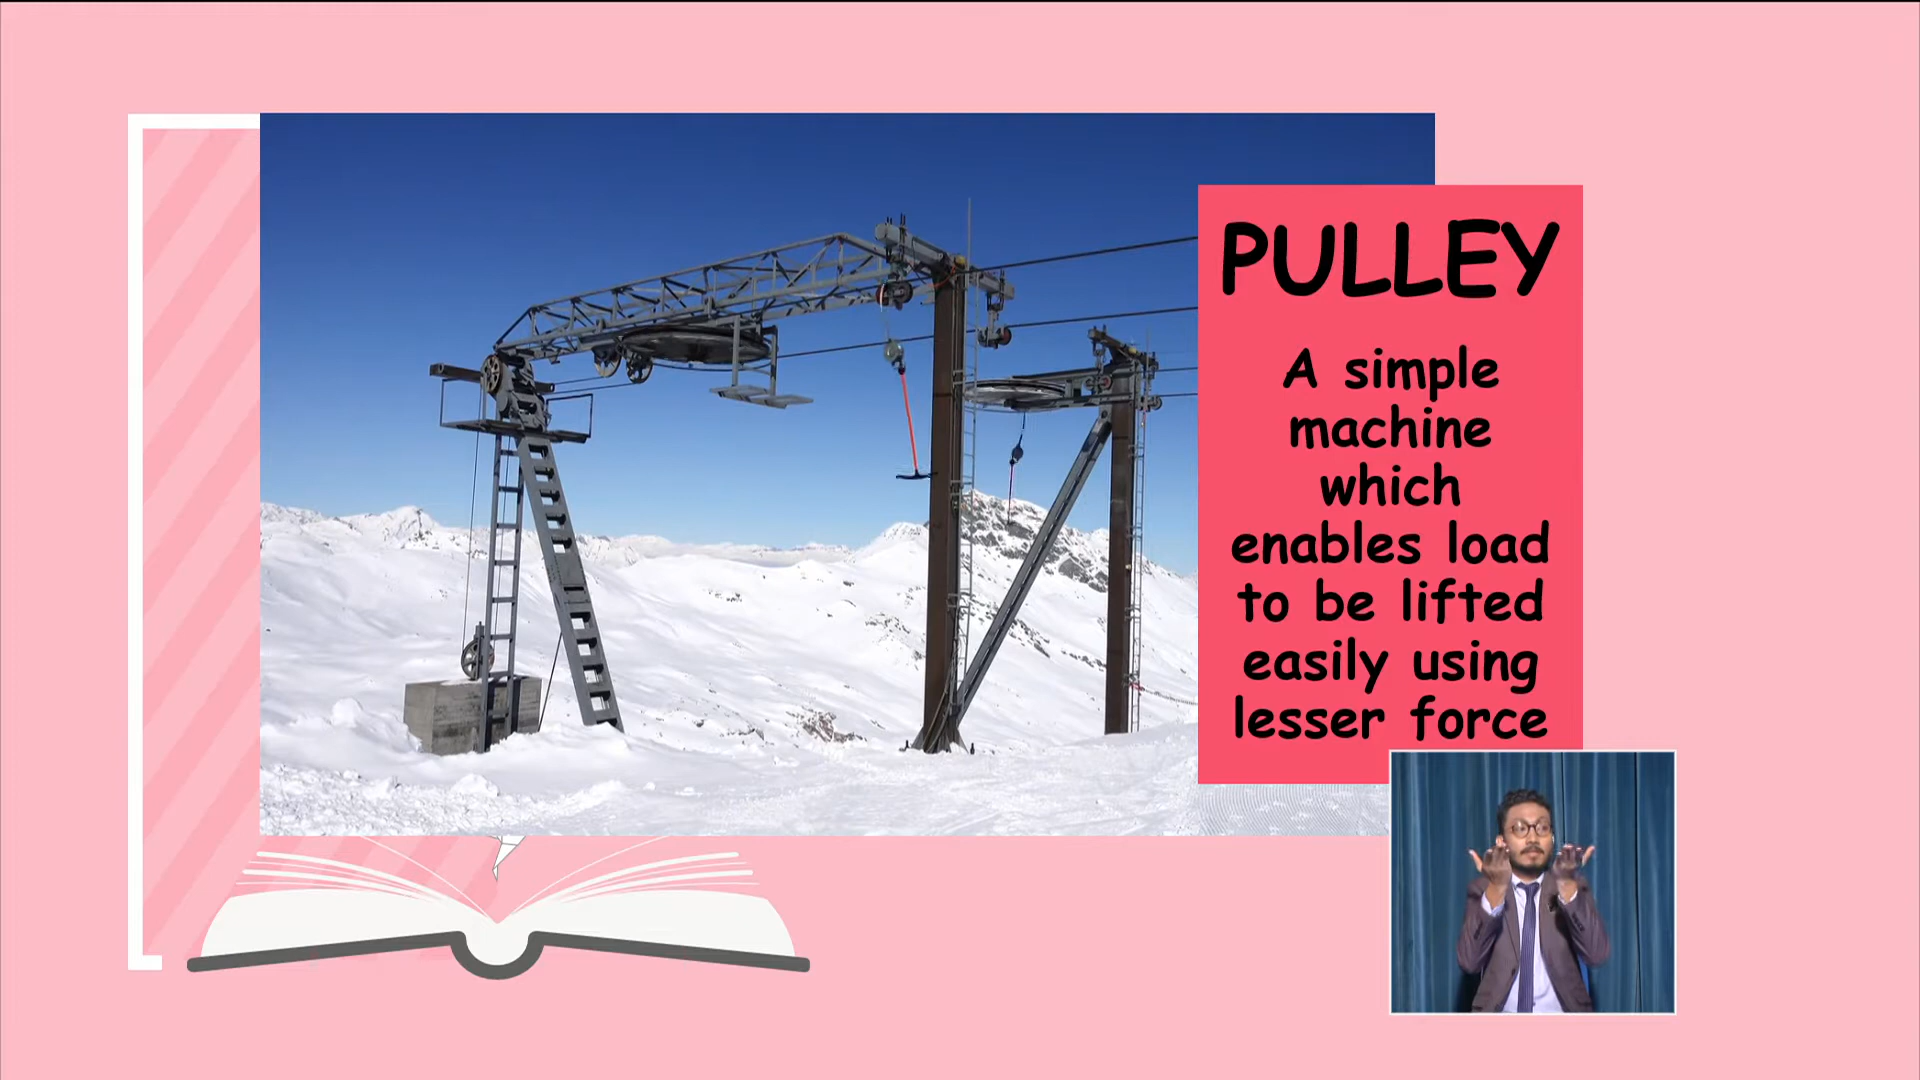 PULLEY
A simple
machine
which
enables load
to be lifted
easily using
lesser force